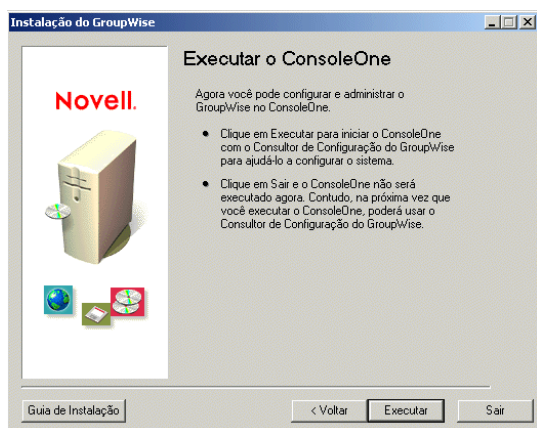 Instalação do GroupWise
Executar o ConsoleOne
Novell.
Agora você pode configurar e administrar o
GroupWise no ConsoleOne.
• Clique em Executar para iniciar o ConsoleOne
com o Consultor de Configuração do GroupWise
para ajudá-lo a configurar o sistema.
• Clique em Sair e o ConsoleOne não será
executado agora. Contudo, na próxima vez que
você executar o ConsoleOne, poderá usar o
Consultor de Configuração do GroupWise.
Guia de Instalação
< Voltar
Executar
Sair